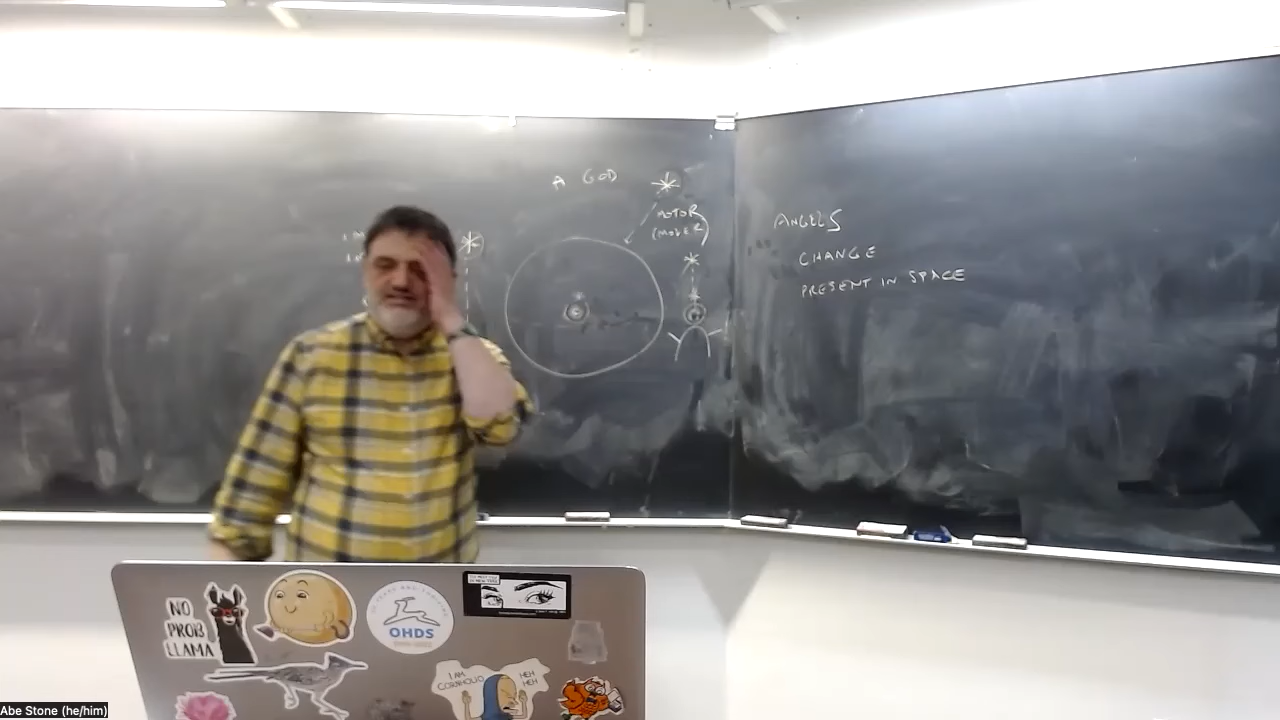 A GOD
MOTOR
(MOVER)
ANGELS
CHANGE
PRESENT IN SPACE
NO
PROB
LLAMA
OHDS
I AM
CORNHOLIO
HEH
HEH
Abe Stone (he/him)